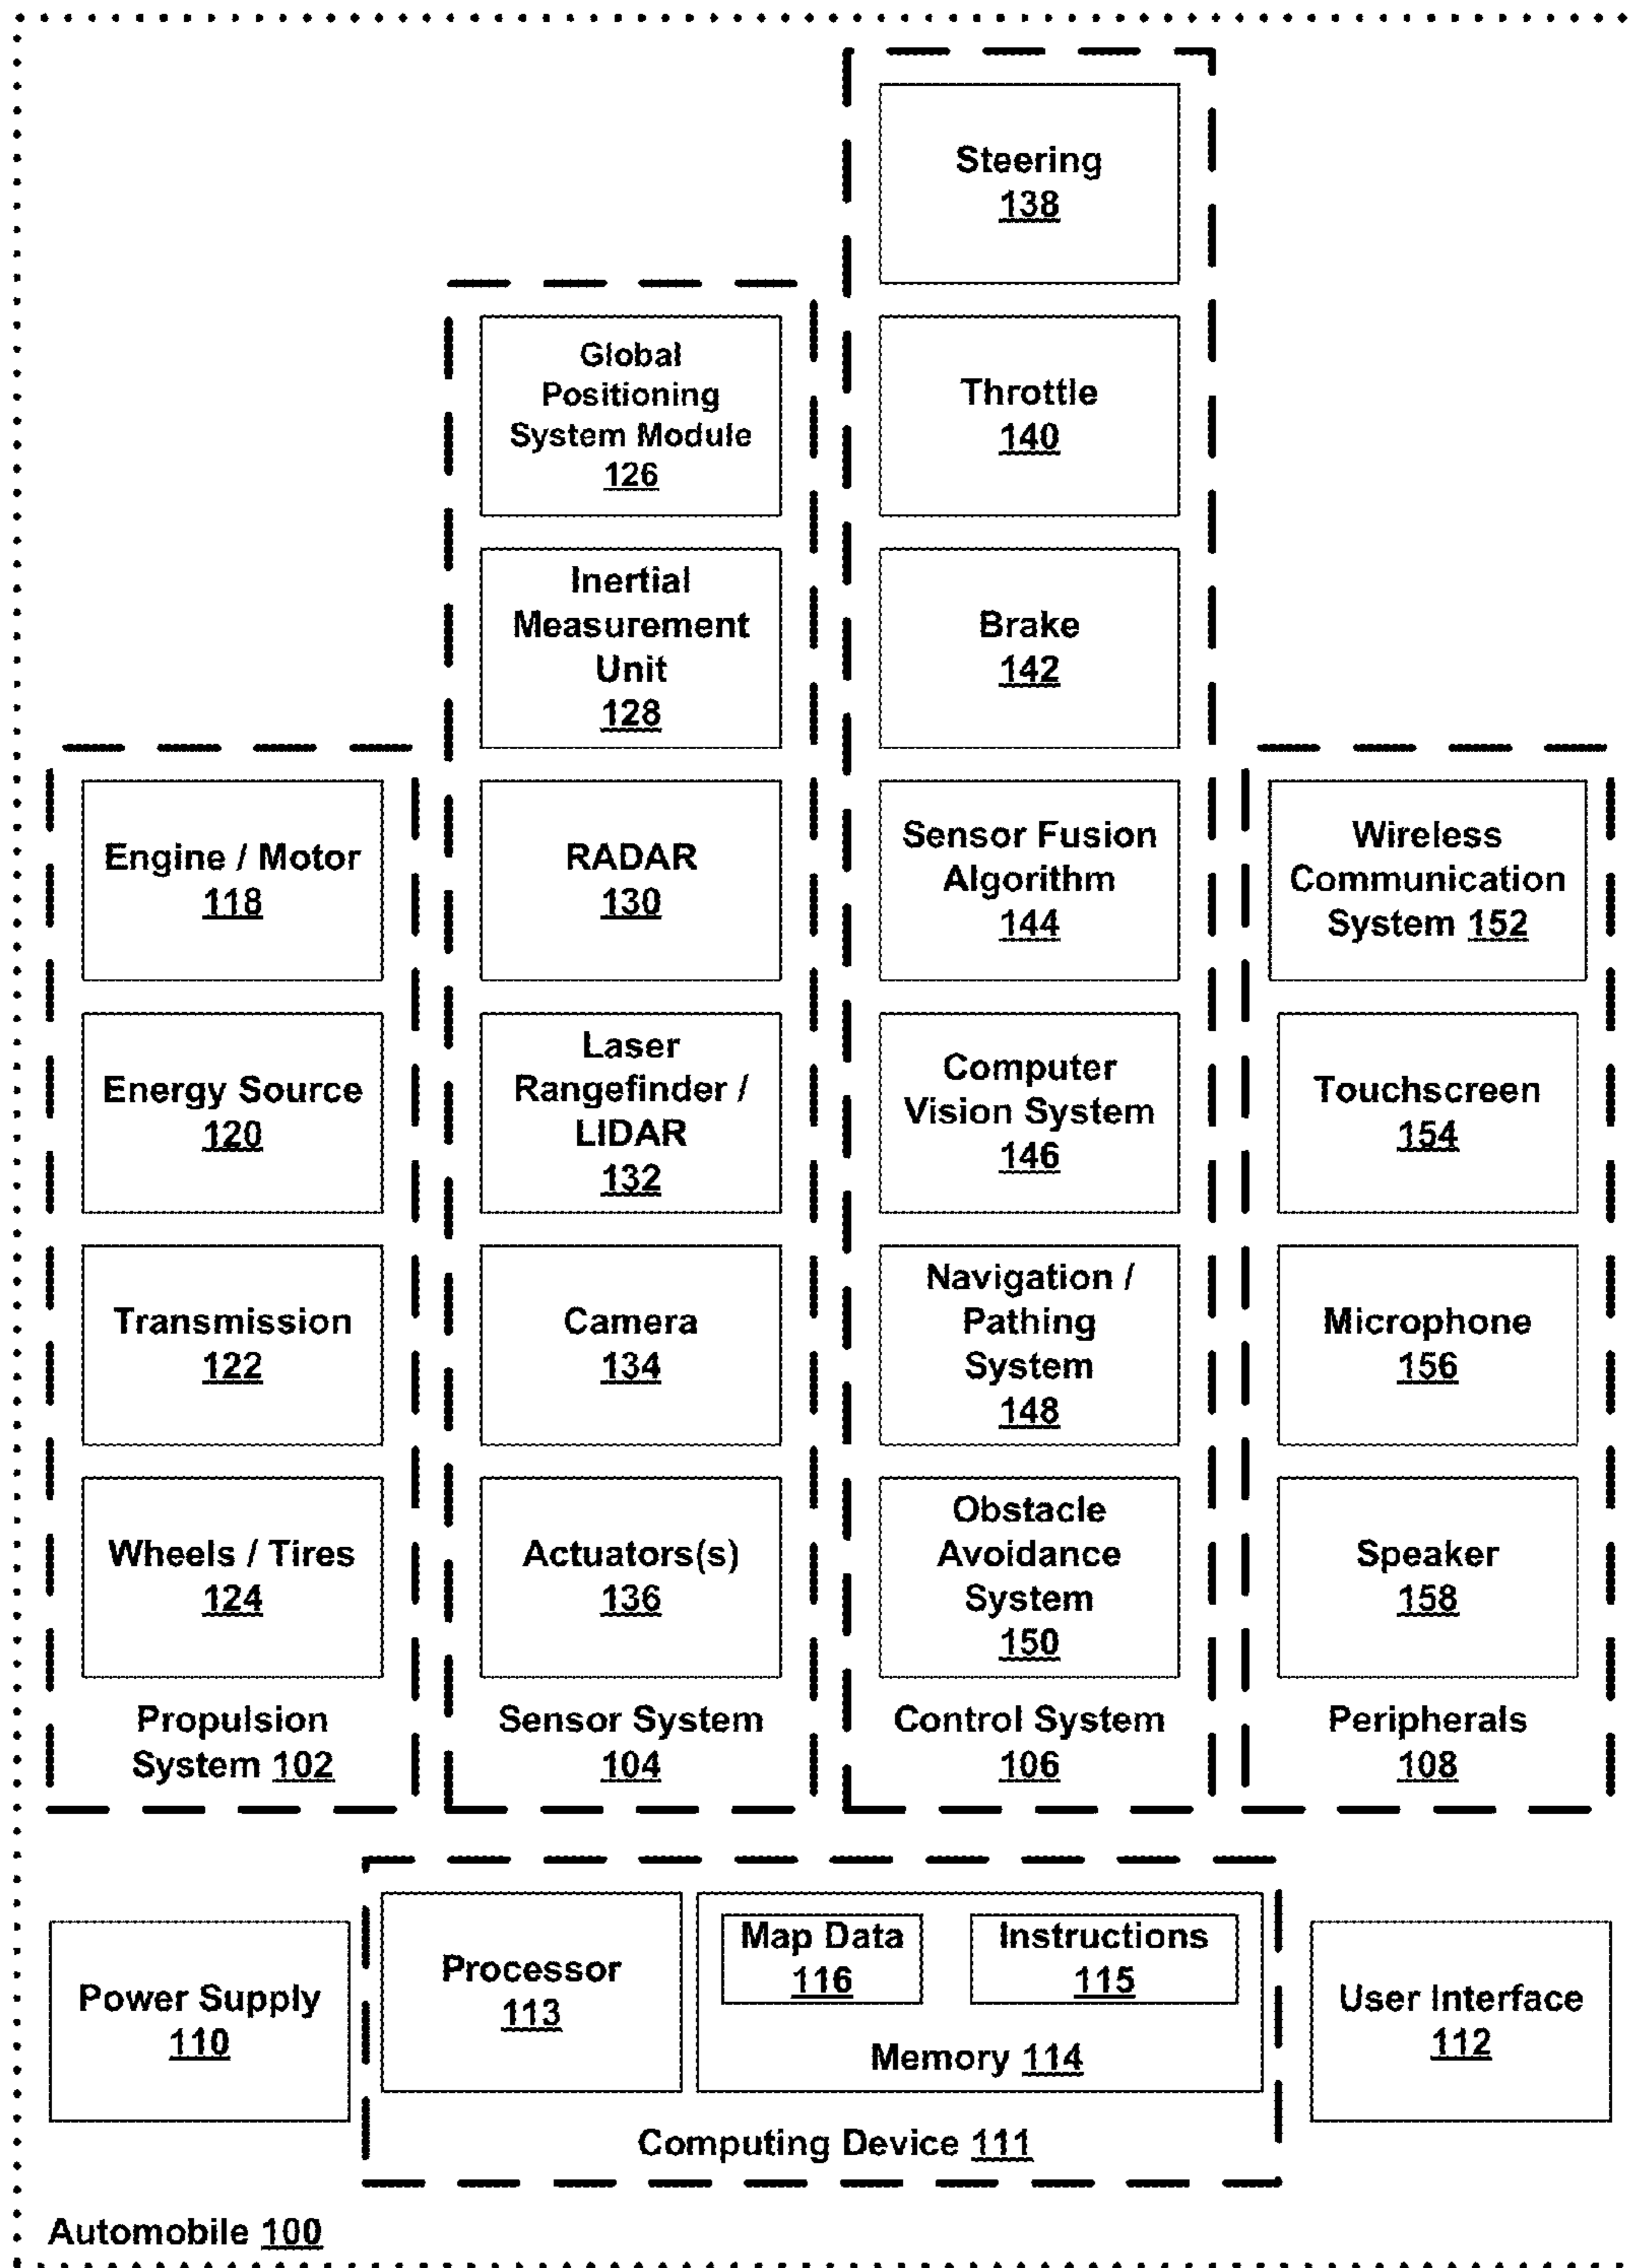 Steering
138
Global
Positioning
System Module
126
Throttle
140
Inertial
Measurement
Unit
128
Brake
142
Engine / Motor
118
RADAR
130
Sensor Fusion
Algorithm
144
Wireless
Communication
System 152
Energy Source
120
Laser
Rangefinder /
LIDAR
132
Computer
Vision System
146
Touchscreen
154
Transmission
122
Camera
134
Navigation /
Pathing
System
148
Microphone
156
Wheels / Tires
124
Actuators(s)
136
Obstacle
Avoidance
System
150
Speaker
158
Propulsion
System 102
Sensor System
104
Control System
106
Peripherals
108
Power Supply
110
Processor
113
Map Data
116
Instructions
115
Memory 114
Computing Device 111
User Interface
112
Automobile 100